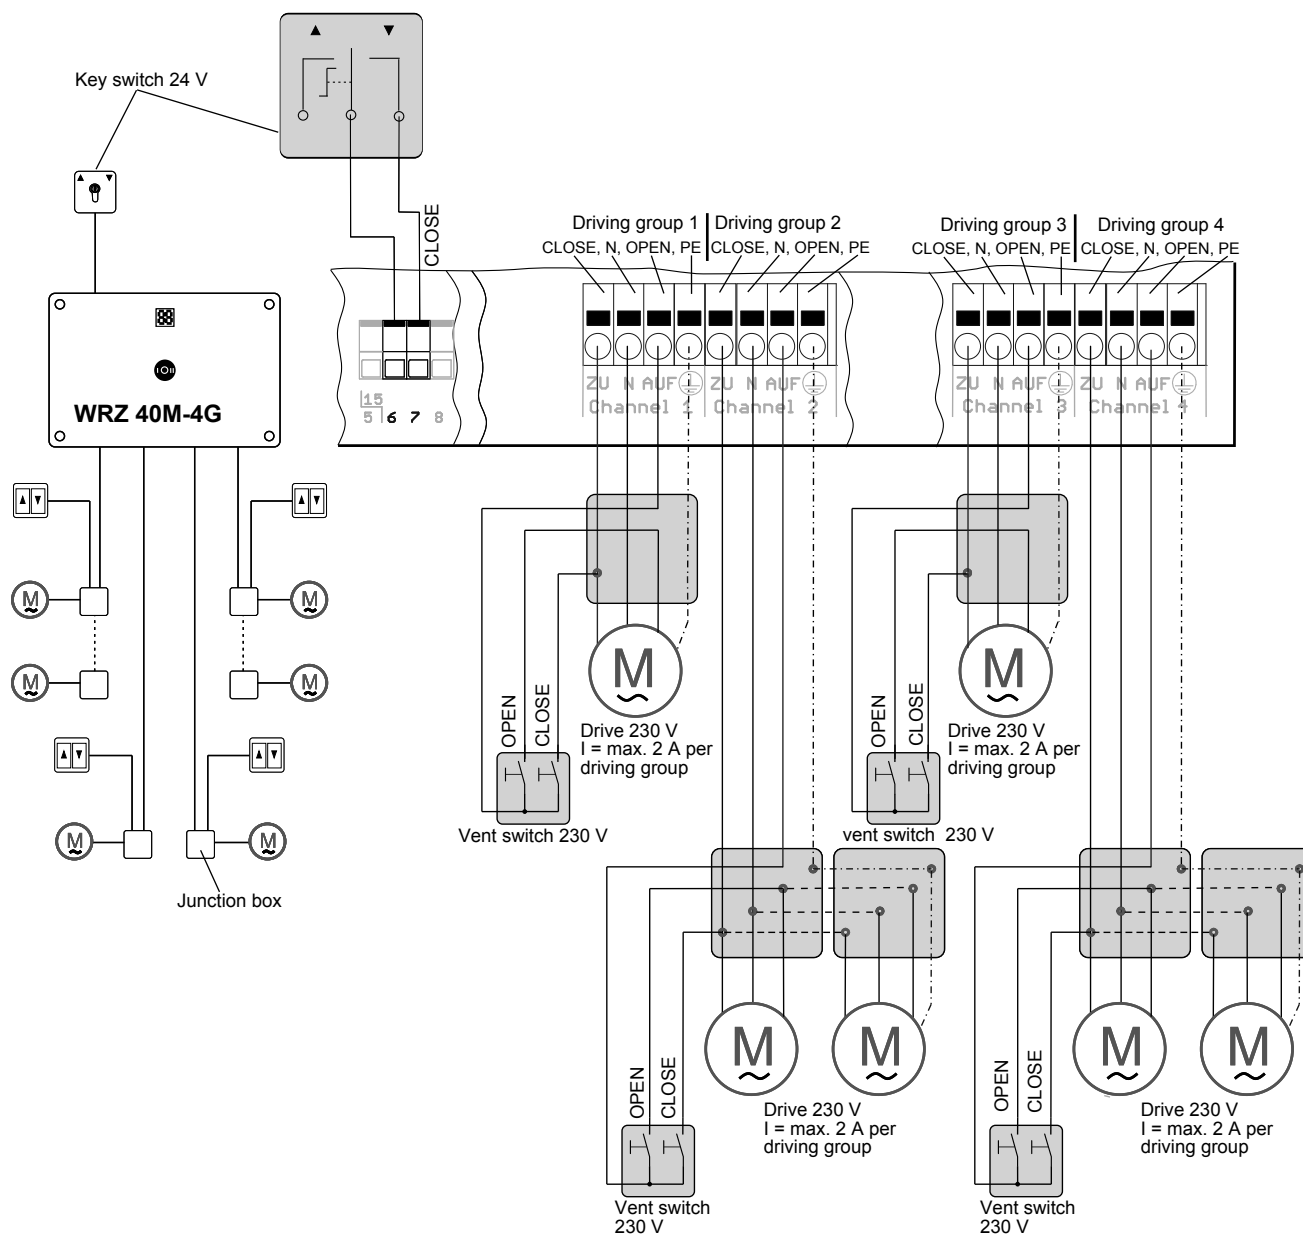 Key switch 24 V
CLOSE
Driving group 1 Driving group 2
CLOSE, N, OPEN, PE CLOSE, N, OPEN, PE
Driving group 3 Driving group 4
CLOSE, N, OPEN, PE CLOSE, N, OPEN, PE
WRZ 40M-4G
15
5 6 7 8
ZU N AUF ZU N AUF
Channel 1 Channel 2
ZU N AUF ZU N AUF
Channel 3 Channel 4
M
M
M
M
M
M
Junction box
M
OPEN
CLOSE
Drive 230 V
I = max. 2 A per
driving group
Vent switch 230 V
M
OPEN
CLOSE
Drive 230 V
I = max. 2 A per
driving group
vent switch 230 V
M
M
OPEN
CLOSE
Drive 230 V
I = max. 2 A per
driving group
Vent switch
230 V
M
M
OPEN
CLOSE
Drive 230 V
I = max. 2 A per
driving group
Vent switch
230 V